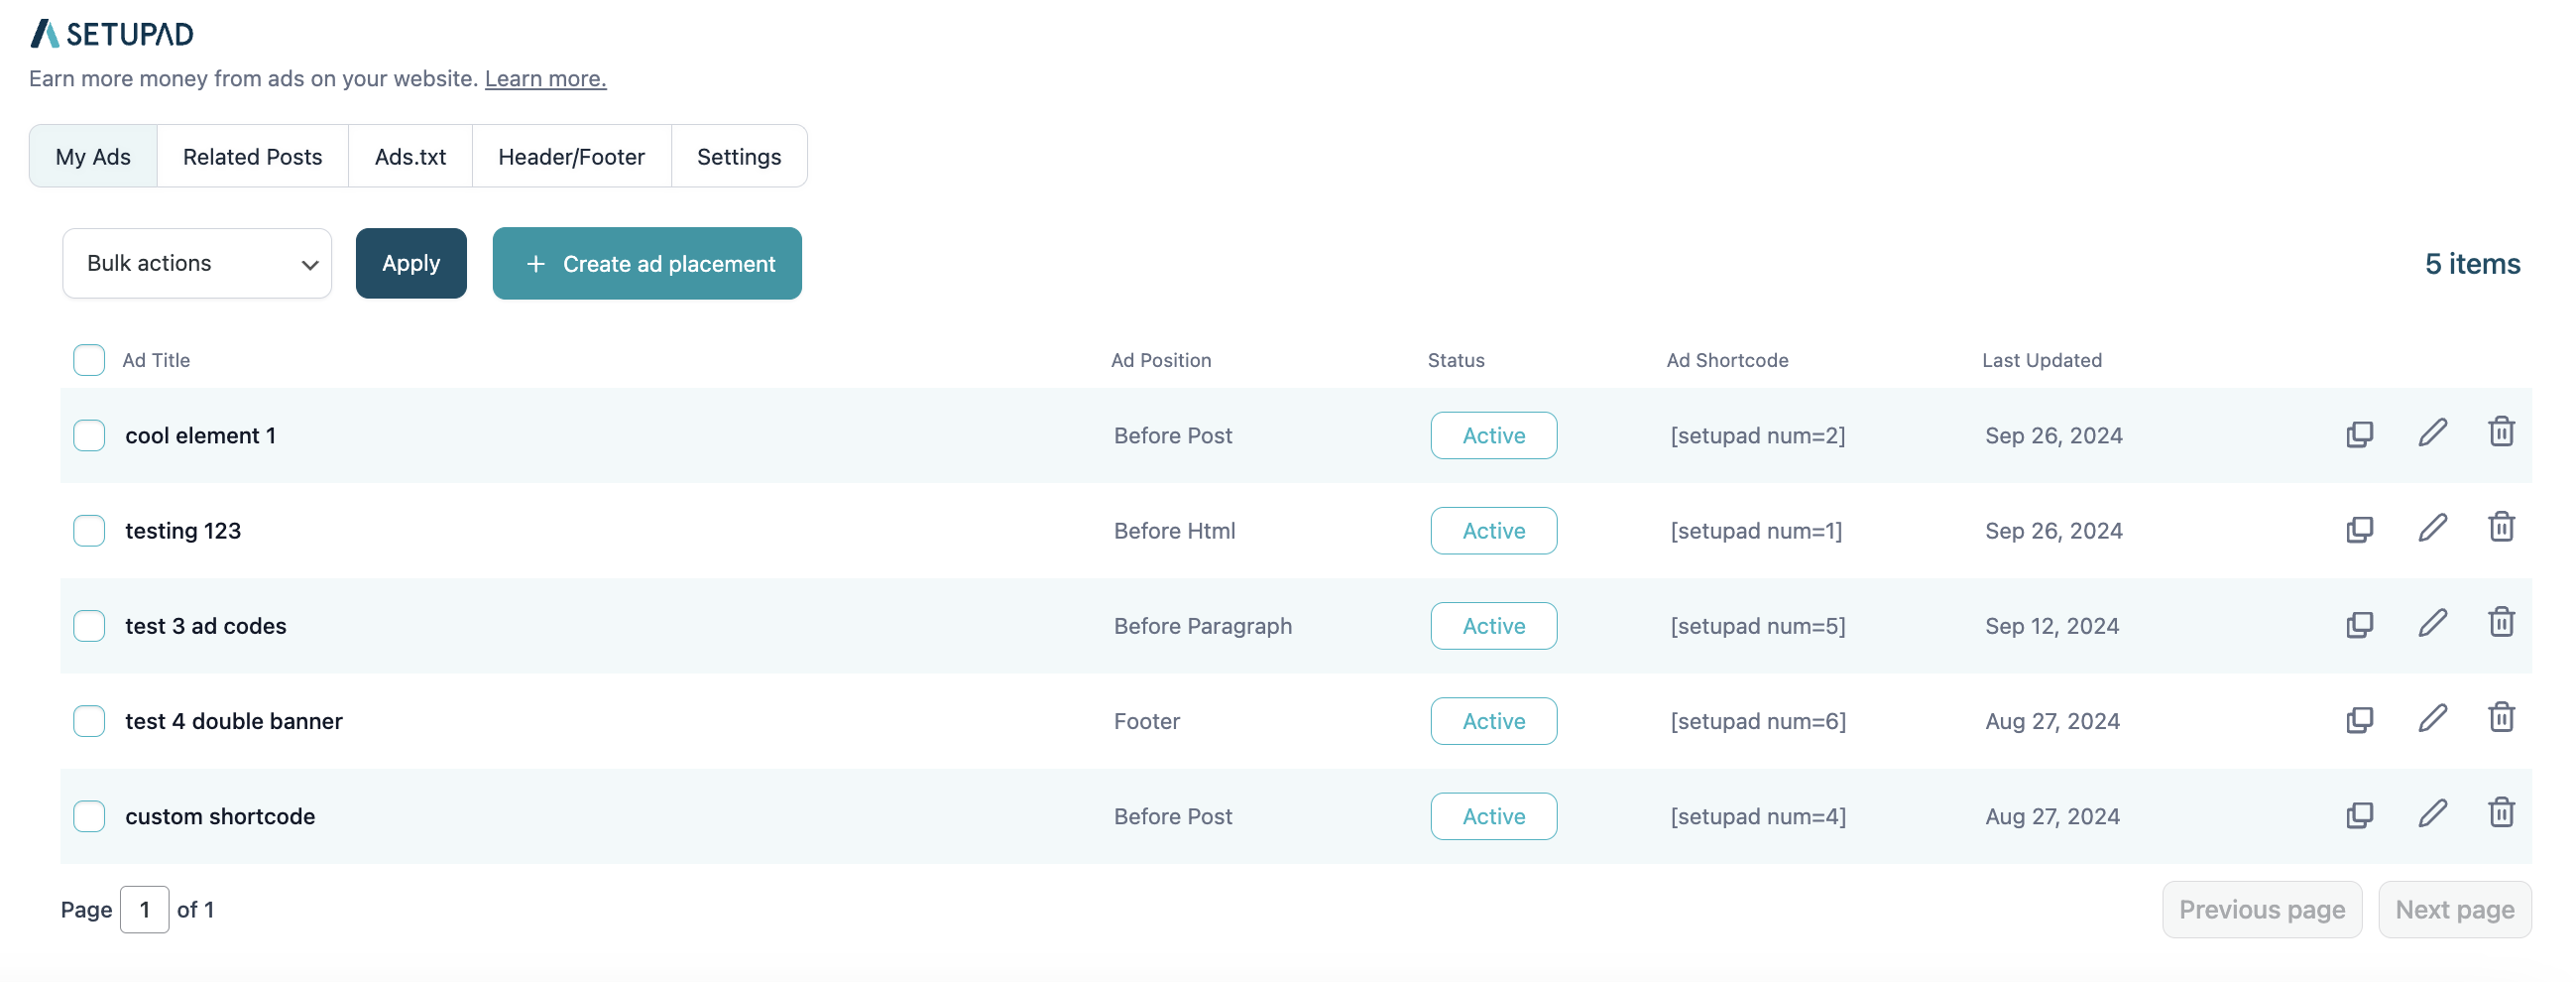 SETUPAD
Earn more money from ads on your website. Learn more.
My Ads Related Posts Ads.txt Header/Footer Settings
Bulk actions Apply + Create ad placement 5 items
Ad Title Ad Position Status Ad Shortcode Last Updated
cool element 1 Before Post Active [setupad num=2] Sep 26, 2024
testing 123 Before Html Active [setupad num=1] Sep 26, 2024
test 3 ad codes Before Paragraph Active [setupad num=5] Sep 12, 2024
test 4 double banner Footer Active [setupad num=6] Aug 27, 2024
custom shortcode Before Post Active [setupad num=4] Aug 27, 2024
Page 1 of 1 Previous page Next page